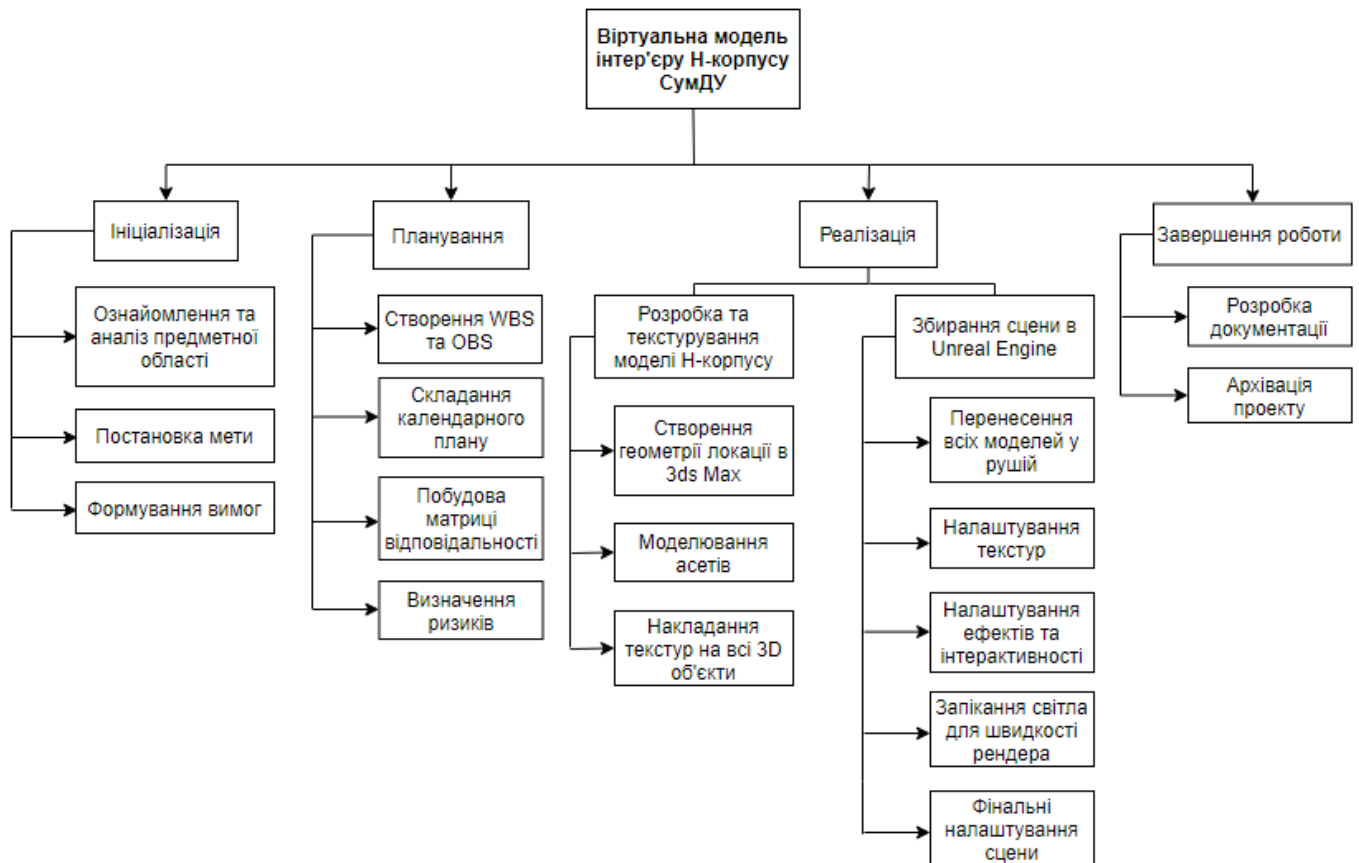 Віртуальна модель
інтер'єру Н-корпусу
СумДУ
Ініціалізація
Ознайомлення та
аналіз предметної
області
Постановка мети
Формування вимог
Планування
Створення WBS
та OBS
Складання
календарного
плану
Побудова
матриці
відповідальності
Визначення
ризиків
Реалізація
Розробка та
текстурування
моделі Н-корпусу
Створення
геометрії локації в
3ds Max
Моделювання
асетів
Накладання
текстур на всі 3D
об'єкти
Збирання сцени в
Unreal Engine
Перенесення
всіх моделей у
рушій
Налаштування
текстур
Налаштування
ефектів та
інтерактивності
Запікання світла
для швидкості
рендера
Фінальні
налаштування
сцени
Завершення роботи
Розробка
документації
Архівація
проекту